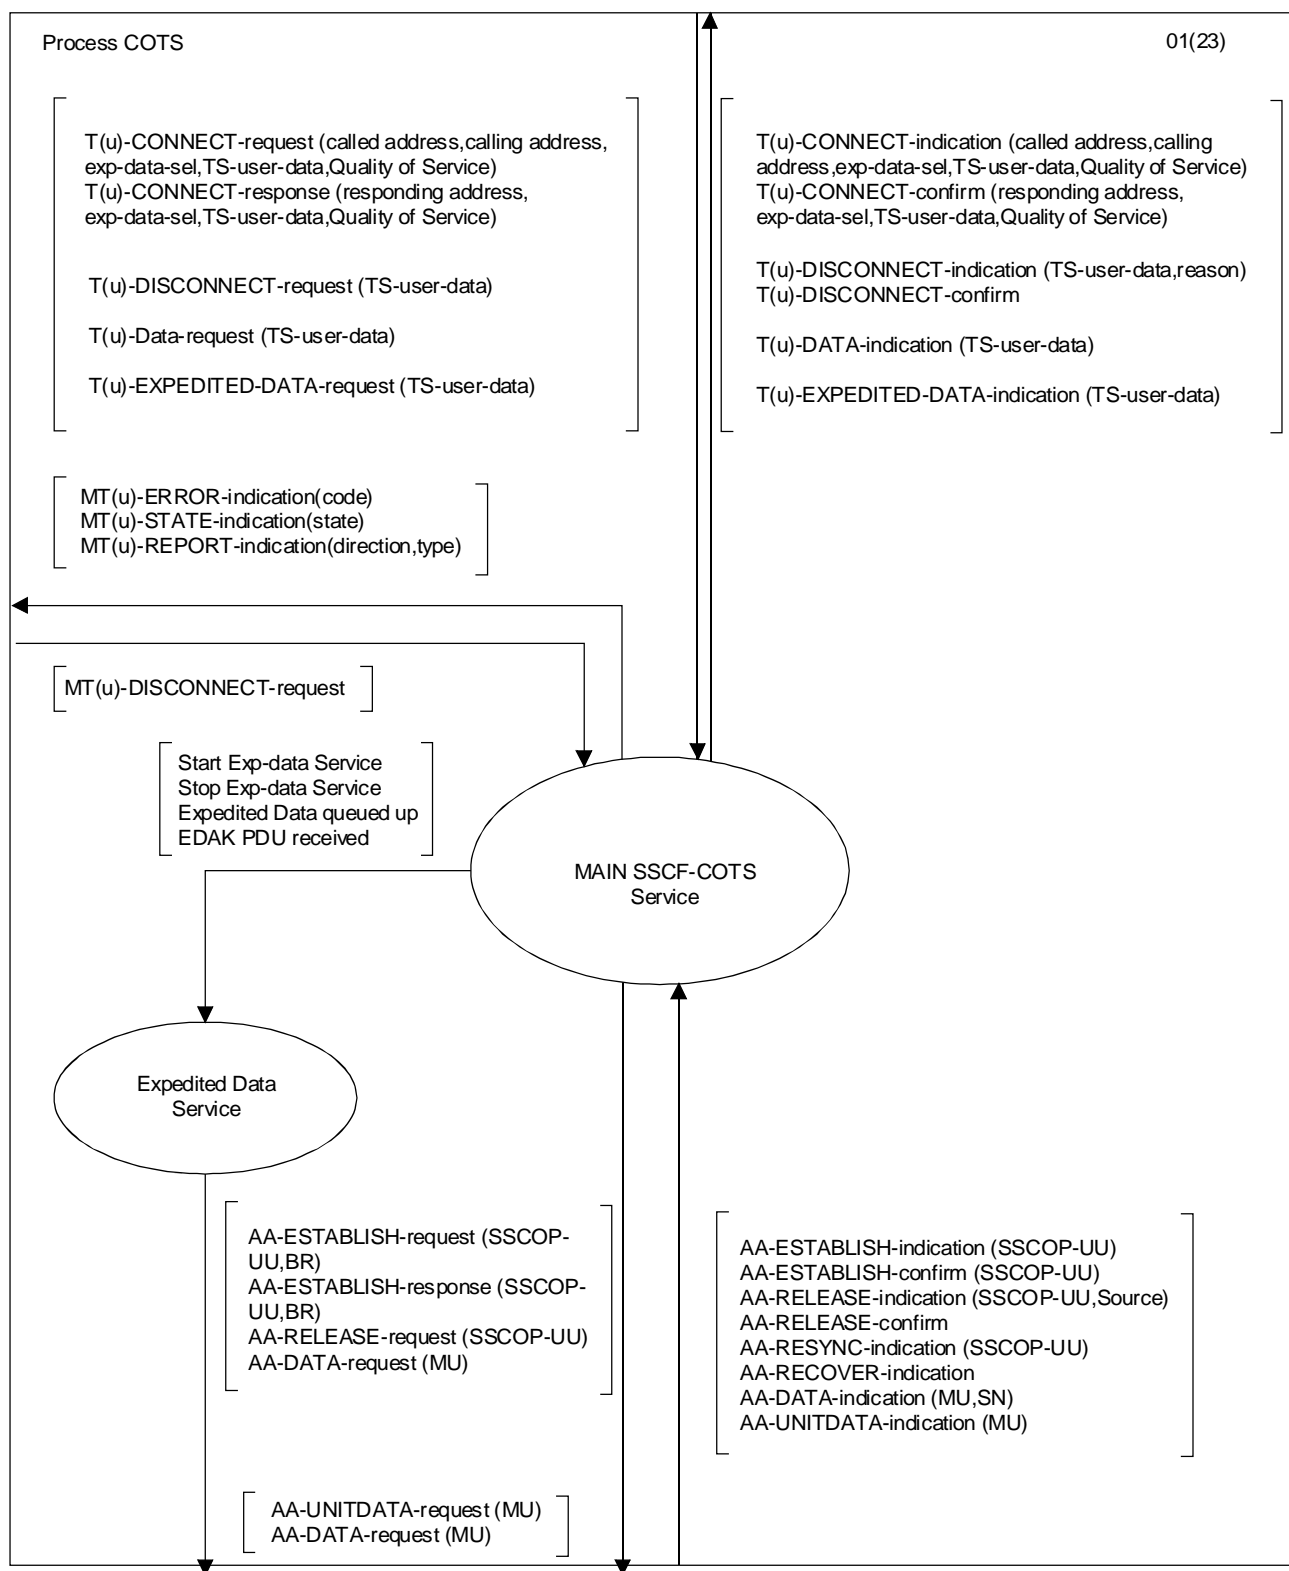 Process COTS
01(23)
T(u)-CONNECT-request (called address,calling address,
exp-data-sel,TS-user-data,Quality of Service)
T(u)-CONNECT-response (responding address,
exp-data-sel,TS-user-data,Quality of Service)
T(u)-DISCONNECT-request (TS-user-data)
T(u)-Data-request (TS-user-data)
T(u)-EXPEDITED-DATA-request (TS-user-data)
T(u)-CONNECT-indication (called address,calling
address,exp-data-sel,TS-user-data,Quality of Service)
T(u)-CONNECT-confirm (responding address,
exp-data-sel,TS-user-data,Quality of Service)
T(u)-DISCONNECT-indication (TS-user-data,reason)
T(u)-DISCONNECT-confirm
T(u)-DATA-indication (TS-user-data)
T(u)-EXPEDITED-DATA-indication (TS-user-data)
MT(u)-ERROR-indication(code)
MT(u)-STATE-indication(state)
MT(u)-REPORT-indication(direction,type)
MT(u)-DISCONNECT-request
Start Exp-data Service
Stop Exp-data Service
Expedited Data queued up
EDAK PDU received
MAIN SSCF-COTS
Service
Expedited Data
Service
AA-ESTABLISH-request (SSCOP-
UU,BR)
AA-ESTABLISH-response (SSCOP-
UU,BR)
AA-RELEASE-request (SSCOP-UU)
AA-DATA-request (MU)
AA-ESTABLISH-indication (SSCOP-UU)
AA-ESTABLISH-confirm (SSCOP-UU)
AA-RELEASE-indication (SSCOP-UU,Source)
AA-RELEASE-confirm
AA-RESYNC-indication (SSCOP-UU)
AA-RECOVER-indication
AA-DATA-indication (MU,SN)
AA-UNITDATA-indication (MU)
AA-UNITDATA-request (MU)
AA-DATA-request (MU)